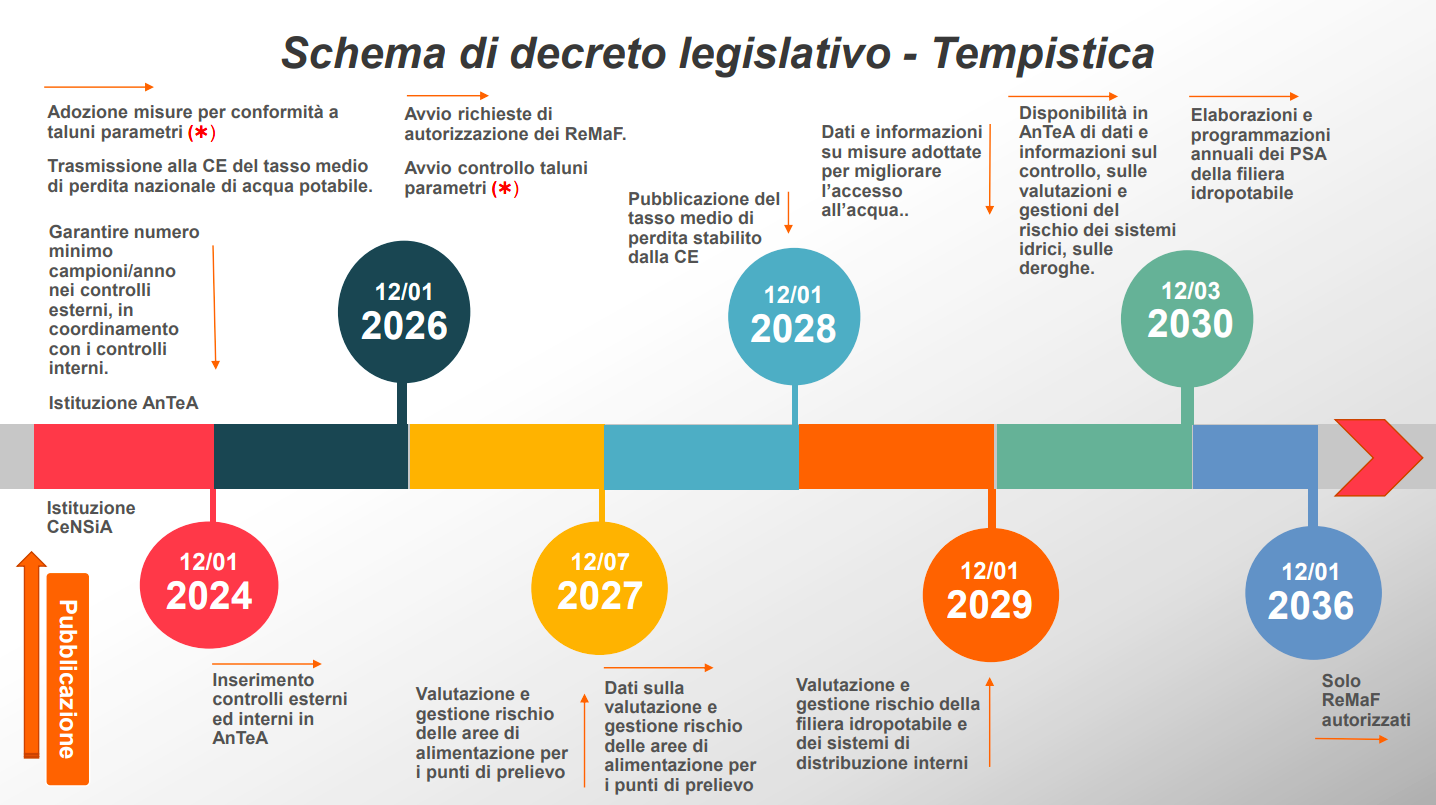 Schema di decreto legislativo - Tempistica
Adozione misure per conformità a
taluni parametri (✱)
Trasmissione alla CE del tasso medio
di perdita nazionale di acqua potabile.
Garantire numero
minimo
campioni/anno
nei controlli
esterni, in
coordinamento
con i controlli
interni.
Istituzione AnTeA
Avvio richieste di
autorizzazione dei ReMaF.
Avvio controllo taluni
parametri (✱)
Pubblicazione del
tasso medio di
perdita stabilito
dalla CE
Dati e informazioni
su misure adottate
per migliorare
l’accesso
all’acqua..
Disponibilità in
AnTeA di dati e
informazioni sul
controllo, sulle
valutazioni e
gestioni del
rischio dei sistemi
idrici, sulle
deroghe.
Elaborazioni e
programmazioni
annuali dei PSA
della filiera
idropotabile
12/01
2026
12/01
2028
12/03
2030
Istituzione
CeNSiA
Pubblicazione
12/01
2024
12/07
2027
12/01
2029
12/01
2036
Inserimento
controlli esterni
ed interni in
AnTeA
Valutazione e
gestione rischio
delle aree di
alimentazione per
i punti di prelievo
Dati sulla
valutazione e
gestione rischio
delle aree di
alimentazione per
i punti di prelievo
Valutazione e
gestione rischio della
filiera idropotabile e
dei sistemi di
distribuzione interni
Solo
ReMaF
autorizzati